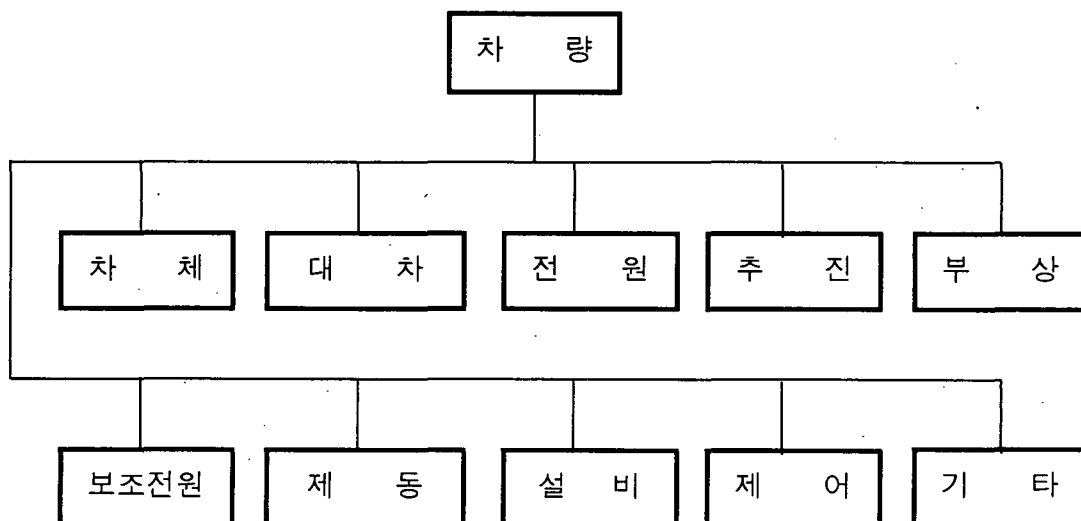 차 량
차 체
대 차
전 원
추 진
부 상
보조전원
제 동
설 비
제 어
기 타